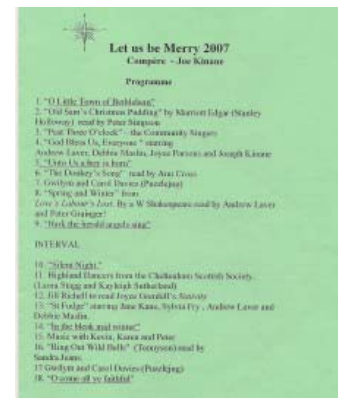 Let us be Merry 2007
Compère - Joe Kinane
Programme
1. "O Little Town of Bethlehem"
2. "Old Sam's Christmas Pudding" by Marriott Edgar (Stanley
Holloway) read by Peter Simpson
3. "Past Three O'clock" - the Community Singers
4. "God Bless Us, Everyone " starring
Andrew Laver, Debbie Maslin, Joyce Parsons and Joseph Kinane
5. "Unto Us a boy is born"
6. "The Donkey's Song" read by Ann Cross
7. Gwilym and Carol Davies (Puzzlejug)
8. "Spring and Winter" from
Love's Labour's Lost. By a W Shakespeare read by Andrew Laver
and Peter Grainger!
9. "Hark the herald angels sing"
INTERVAL
10. "Silent Night."
11. Highland Dancers from the Cheltenham Scottish Society.
(Laura Stagg and Kayleigh Sutherland)
12. Jill Bichell to read Joyce Grenfell's Nativity
13. "St Fudge" starring Jane Kane, Sylvia Fry , Andrew Laver and
Debbie Maslin.
14. "In the bleak mid winter"
15. Music with Kevin, Karen and Peter
16. "Ring Out Wild Bells" (Tennyson) read by
Sandra Jeans
17 Gwilym and Carol Davies (Puzzlejug)
18. "O come all ye faithful"